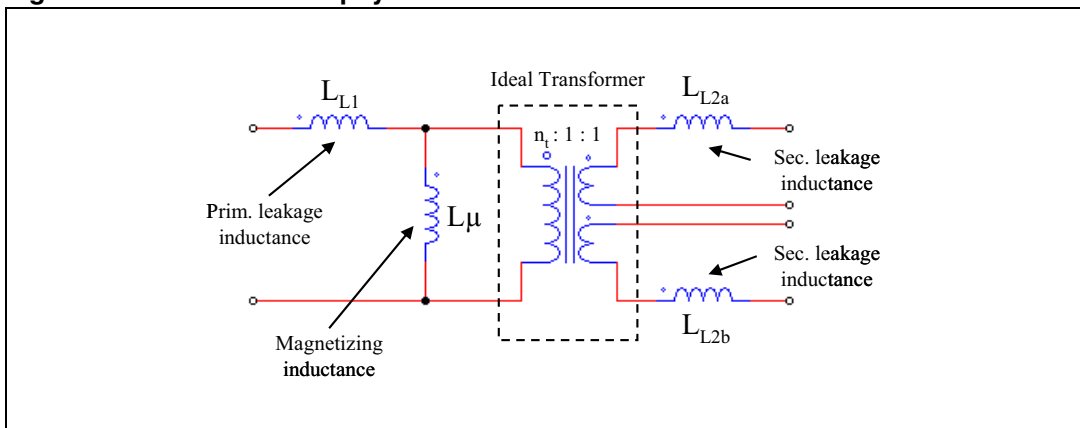 Ideal Transformer
L_L1
L_L2a
n_t : 1 : 1
Sec. leakage
inductance
Prim. leakage
inductance
Lµ
Sec. leakage
inductance
L_L2b
Magnetizing
inductance